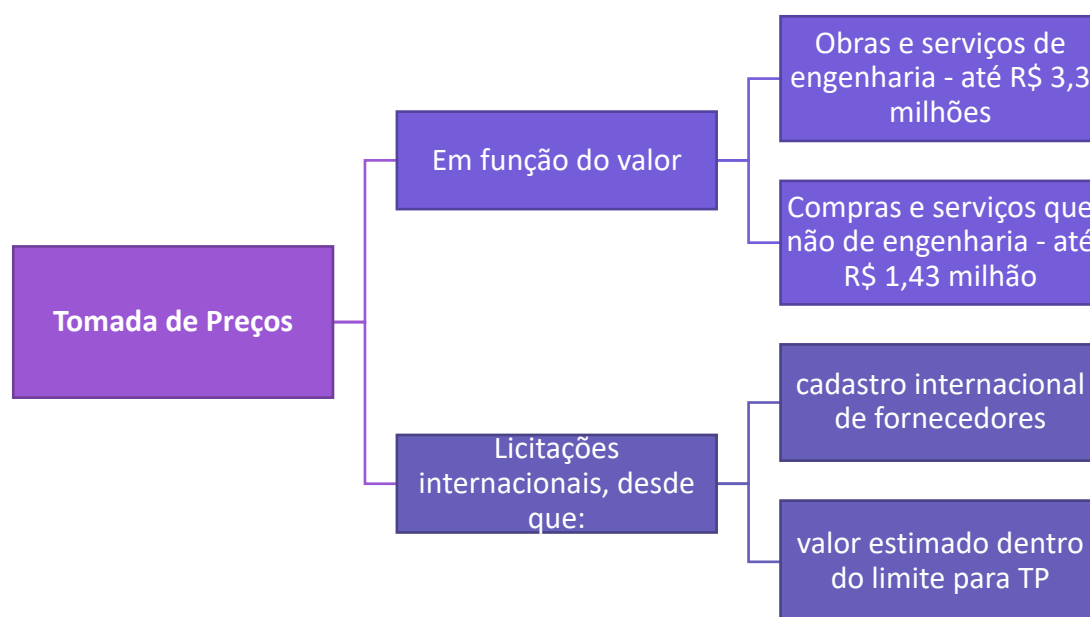 Obras e serviços de
engenharia - até R$ 3,3
milhões
Em função do valor
Compras e serviços que
não de engenharia - até
R$ 1,43 milhão
Tomada de Preços
cadastro internacional
de fornecedores
Licitações
internacionais, desde
que:
valor estimado dentro
do limite para TP